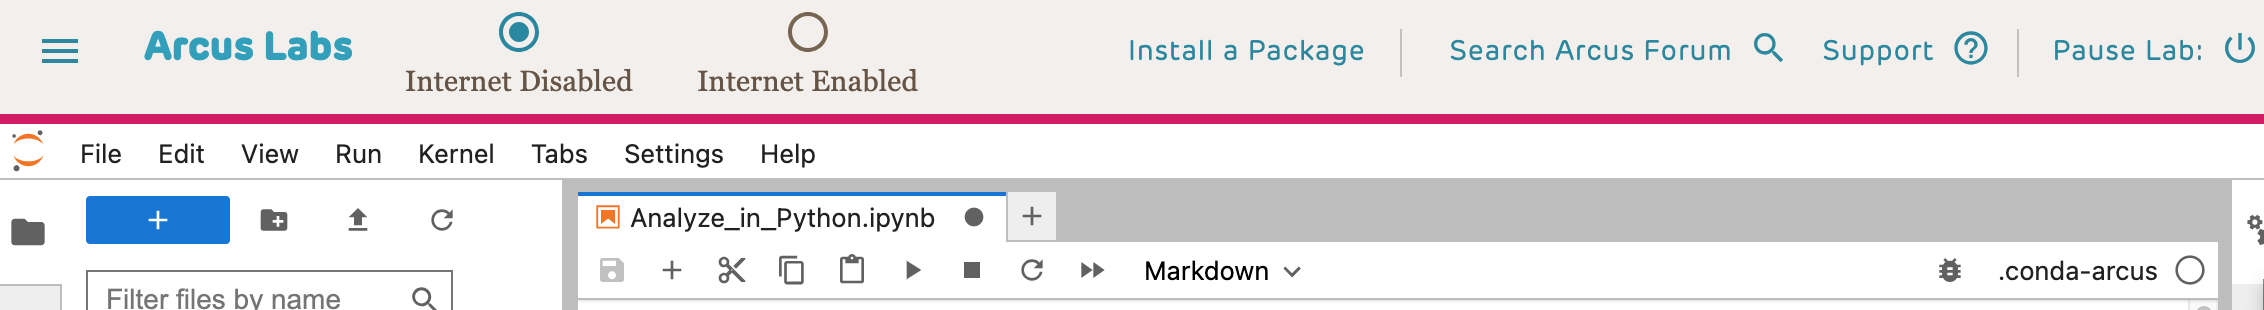 Arcus Labs
Internet Disabled
Internet Enabled
Install a Package
Search Arcus Forum
Support
Pause Lab:
File Edit View Run Kernel Tabs Settings Help
Analyze_in_Python.ipynb
Markdown
.conda-arcus
Filter files by name